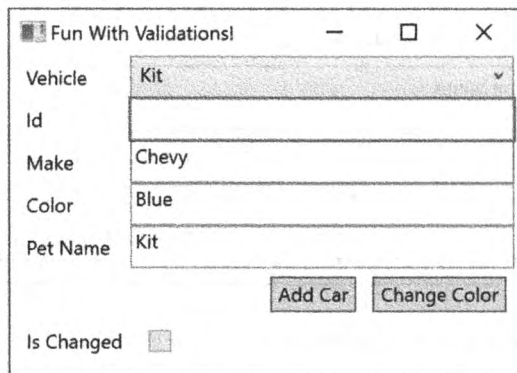 Fun With Validations!
Vehicle Kit
Id
Make Chevy
Color Blue
Pet Name Kit
Add Car Change Color
Is Changed